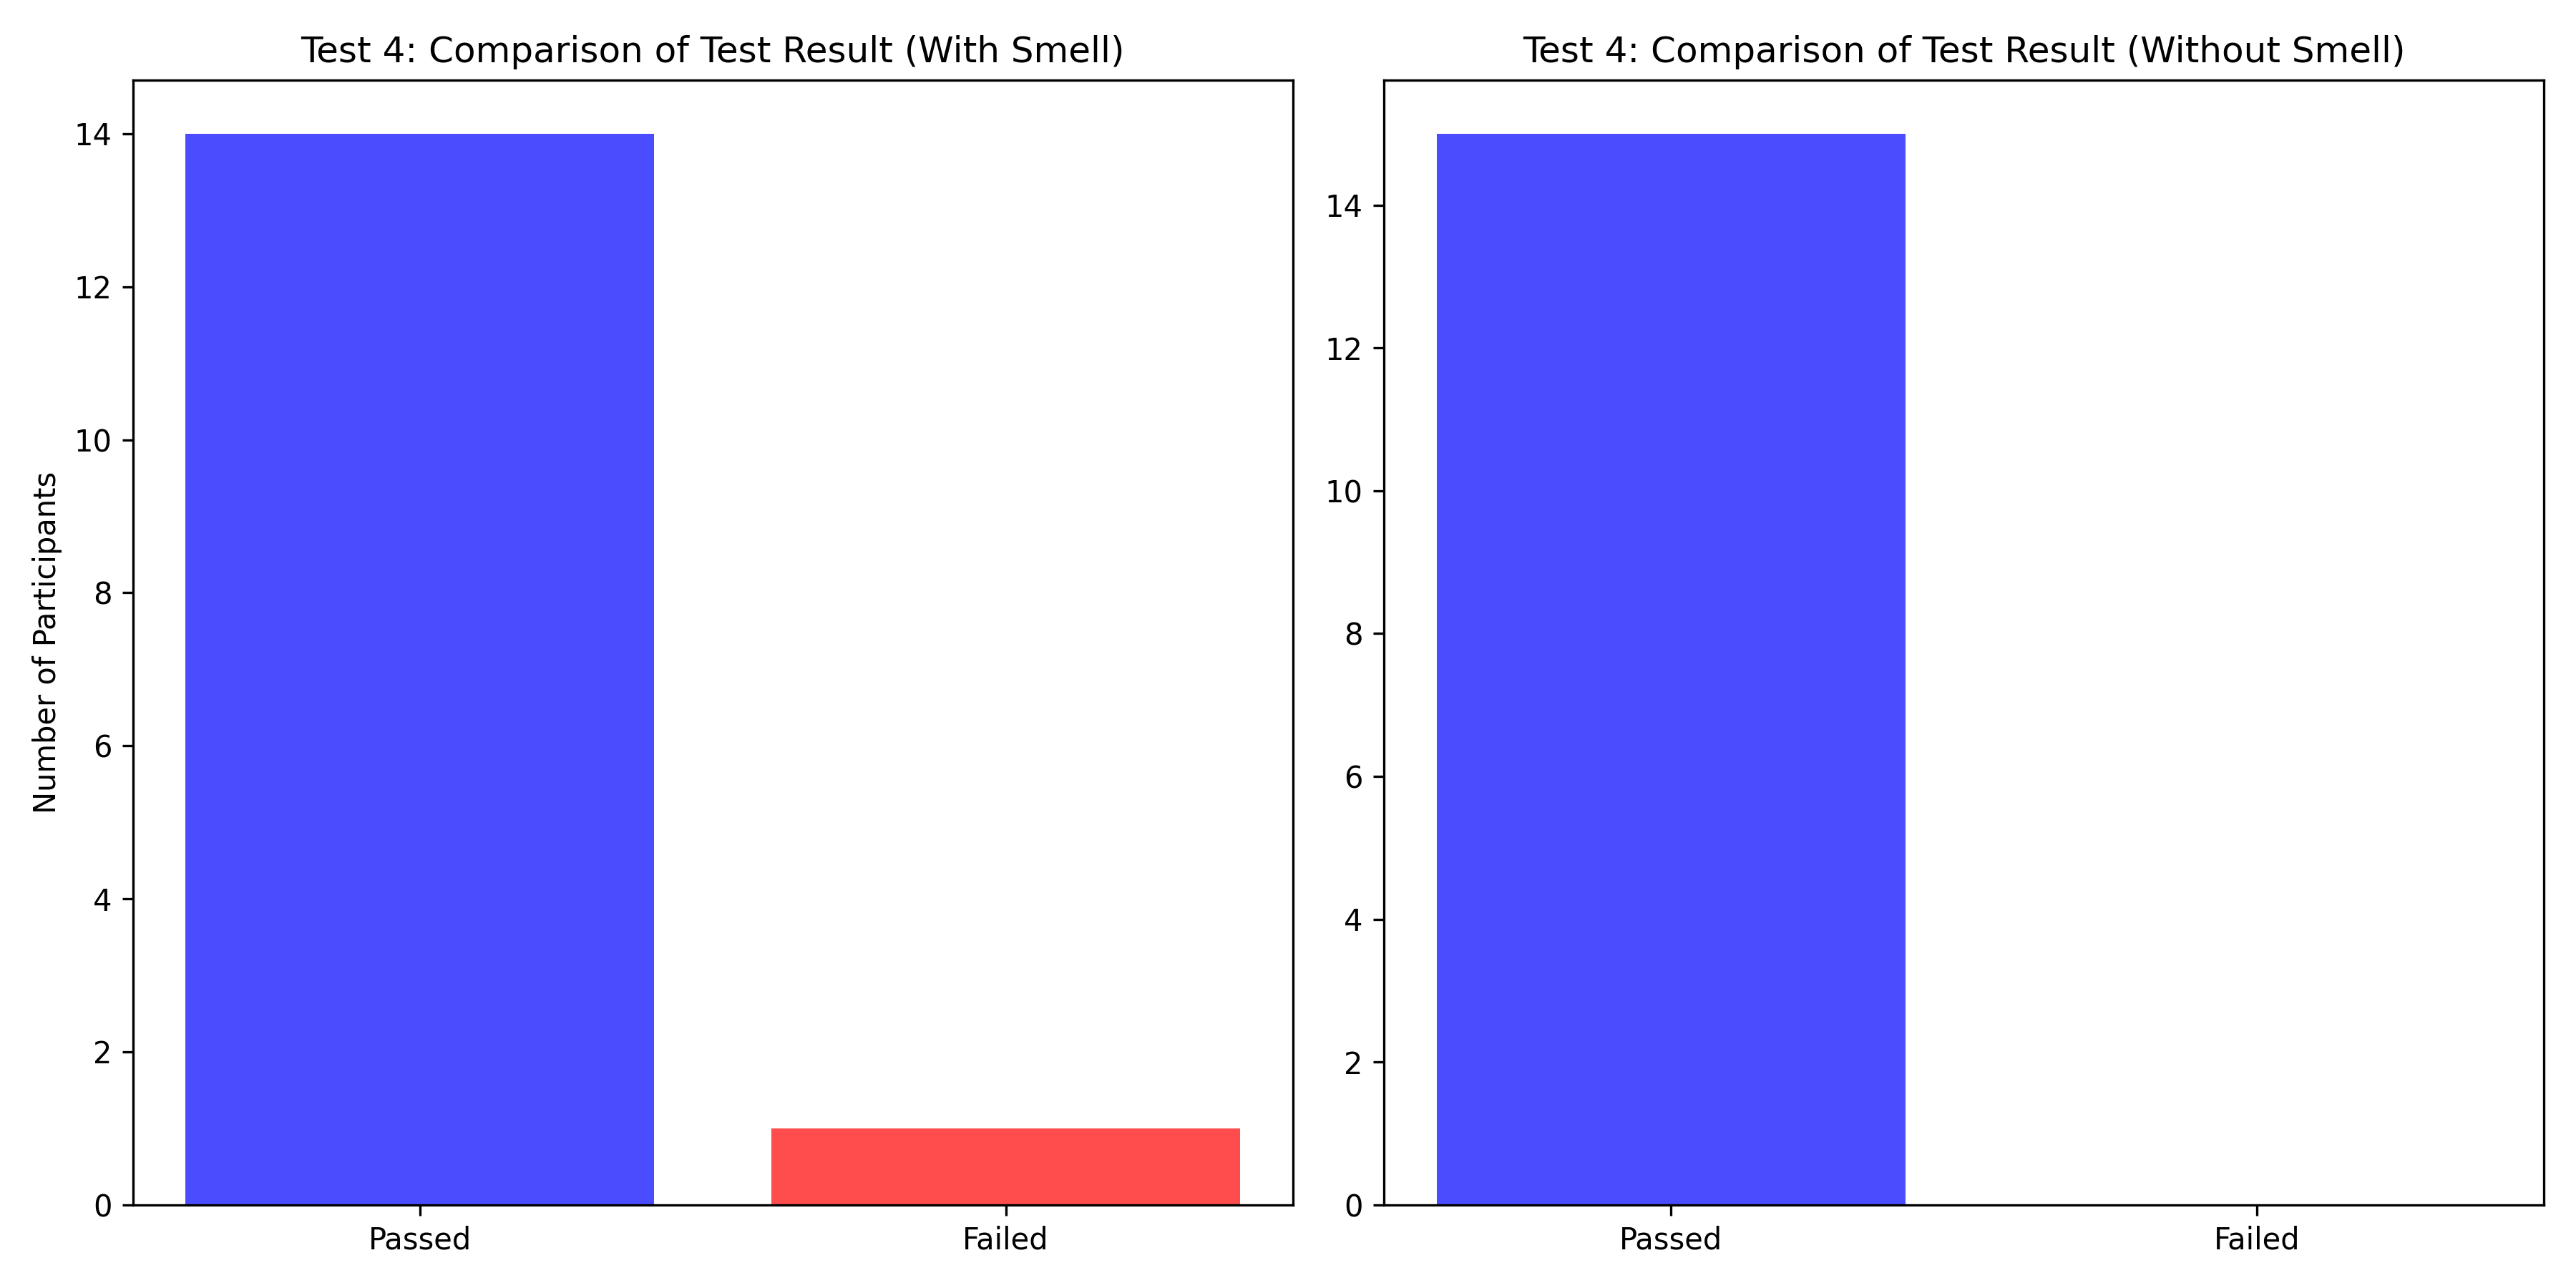 Test 4: Comparison of Test Result (With Smell)
14
12
10
8
6
4
2
0
Number of Participants
Passed
Failed
Test 4: Comparison of Test Result (Without Smell)
14
12
10
8
6
4
2
0
Passed
Failed